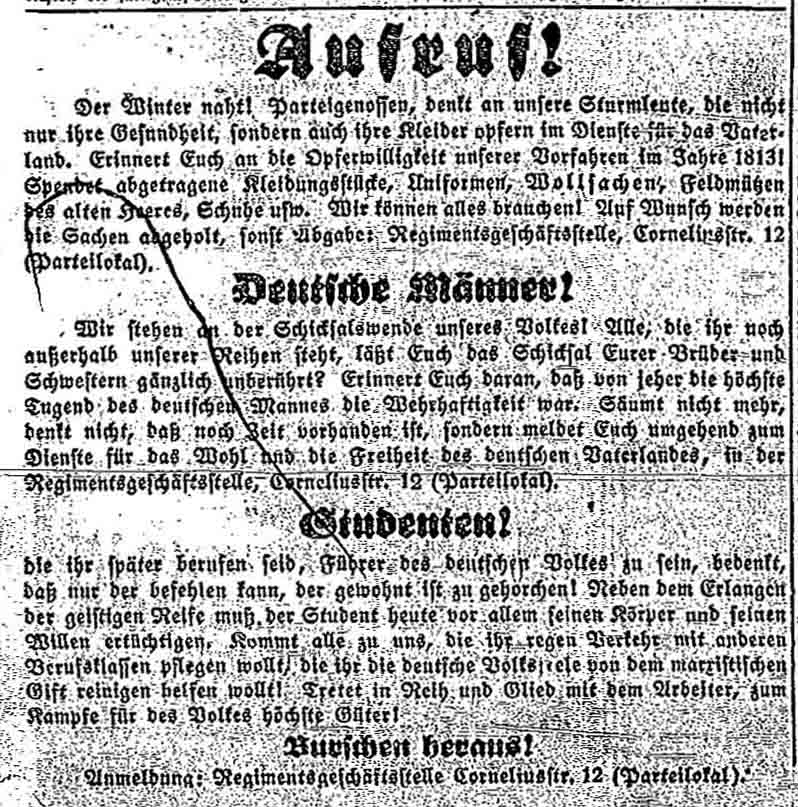 Aufruf!
Der Winter naht! Parteigenossen, denkt an unsere Sturmleute, die nicht
nur ihre Gesundheit, sondern auch ihre Kleider opfern im Dienste für das Vater-
land. Erinnert Euch an die Opferwilligkeit unserer Vorfahren im Jahre 1813!
Spendet abgetragene Kleidungsstücke, Uniformen, Wollsachen, Feldmützen
des alten Heeres, Schuhe usw. Wir können alles brauchen! Auf Wunsch werden
die Sachen abgeholt, sonst Abgabe: Regimentsgeschäftsstelle, Corneliusstr. 12
(Parteilokal).
Deutsche Männer!
Wir stehen an der Schicksalswende unseres Volkes! Alle, die ihr noch
außerhalb unserer Reihen steht, läßt Euch das Schicksal Eurer Brüder und
Schwestern gänzlich unberührt? Erinnert Euch daran, daß von jeher die höchste
Tugend des deutschen Mannes die Wehrhaftigkeit war. Säumt nicht mehr,
denkt nicht, daß noch Zeit vorhanden ist, sondern meldet Euch umgehend zum
Dienste für das Wohl und die Freiheit des deutschen Vaterlandes, in der
Regimentsgeschäftsstelle, Corneliusstr. 12 (Parteilokal).
Studenten!
die ihr später berufen seid, Führer des deutschen Volkes zu sein, bedenkt,
daß nur der befehlen kann, der gewohnt ist zu gehorchen! Neben dem Erlangen
der geistigen Reife muß der Student heute vor allem seinen Körper und seinen
Willen ertüchtigen. Kommt alle zu uns, die ihr regen Verkehr mit anderen
Berufsklassen pflegen wollt, die ihr die deutsche Volksseele von dem marxistischen
Gift reinigen helfen wollt! Tretet in Reih und Glied mit dem Arbeiter, zum
Kampfe für des Volkes höchste Güter!
Burschen heraus!
Anmeldung: Regimentsgeschäftsstelle Corneliusstr. 12 (Parteilokal).